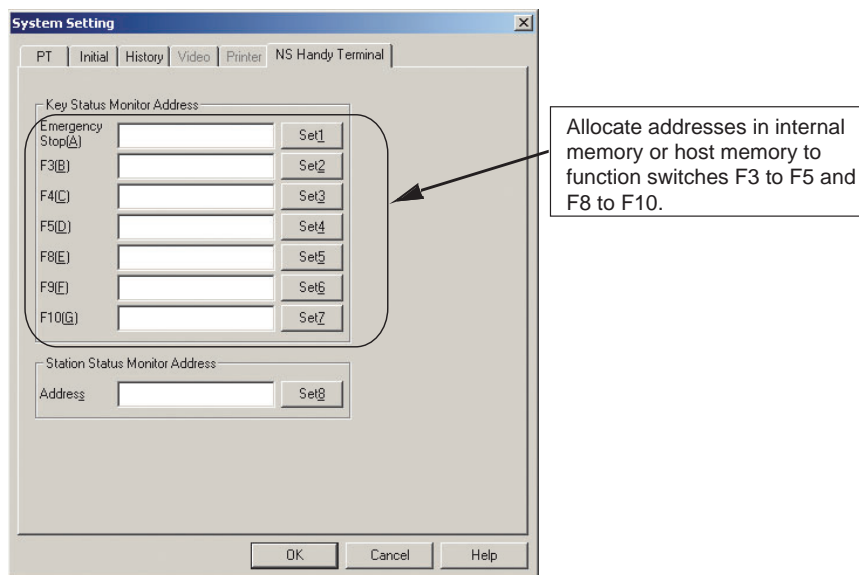 System Setting
PT Initial History Video Printer NS Handy Terminal
Key Status Monitor Address
Emergency
Stop(A) Set1
F3(B) Set2
F4(C) Set3
F5(D) Set4
F8(E) Set5
F9(F) Set6
F10(G) Set7
Station Status Monitor Address
Address Set8
OK Cancel Help
Allocate addresses in internal
memory or host memory to
function switches F3 to F5 and
F8 to F10.